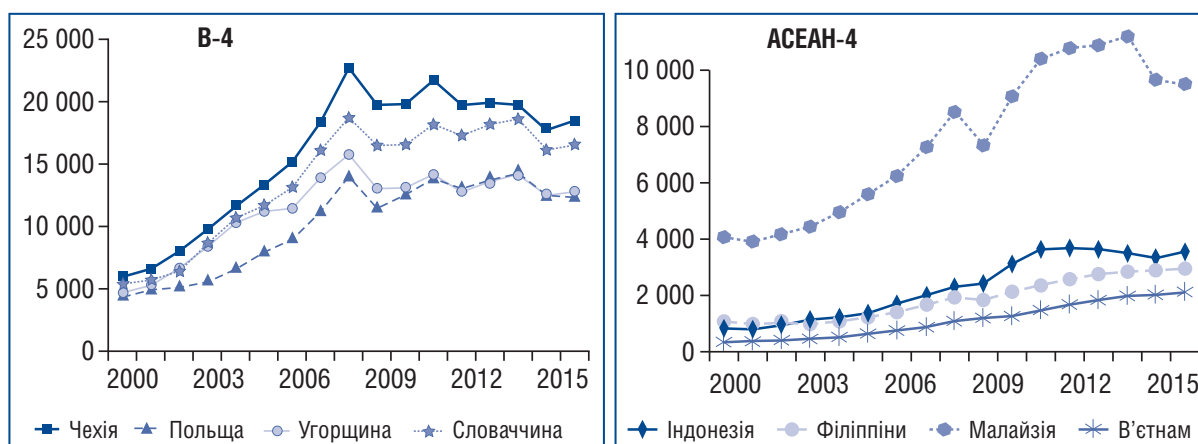 В-4
25 000
20 000
15 000
10 000
5 000
0
2000 2003 2006 2009 2012 2015
Чехія Польща Угорщина Словаччина
АСЕАН-4
10 000
8 000
6 000
4 000
2 000
0
2000 2003 2006 2009 2012 2015
Індонезія Філіппіни Малайзія В’єтнам